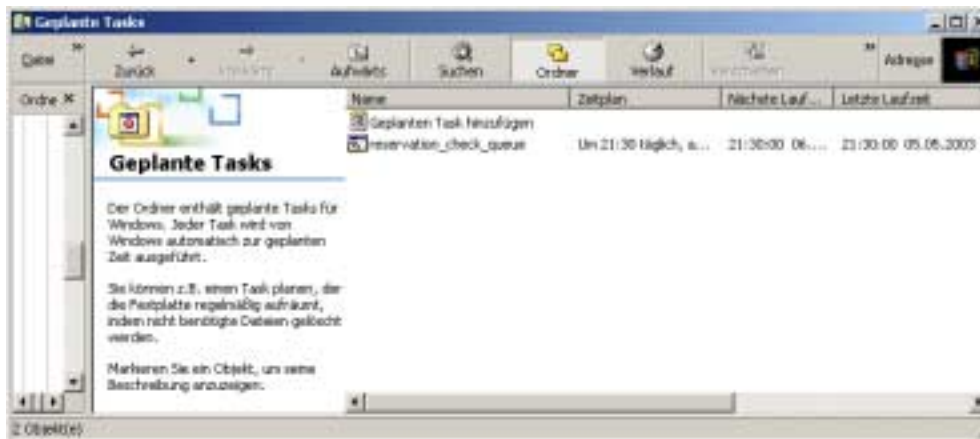 Geplante Tasks
Datei » Zurück Aufwärts Suchen Ordner Verlauf » Adresse
Ordne × Name Zeitplan Nächste Lauf... Letzte Laufzeit
Geplanten Task hinzufügen
reservation_check_queue Um 21:30 täglich, a... 21:30:00 06.... 21:30:00 05.05.2003
Geplante Tasks
Der Ordner enthält geplante Tasks für
Windows. Jeder Task wird von
Windows automatisch zur geplanten
Zeit ausgeführt.
Sie können z.B. einen Task planen, der
die Festplatte regelmäßig aufräumt,
indem nicht benötigte Dateien gelöscht
werden.
Markieren Sie ein Objekt, um seine
Beschreibung anzuzeigen.
2 Objekt(e)